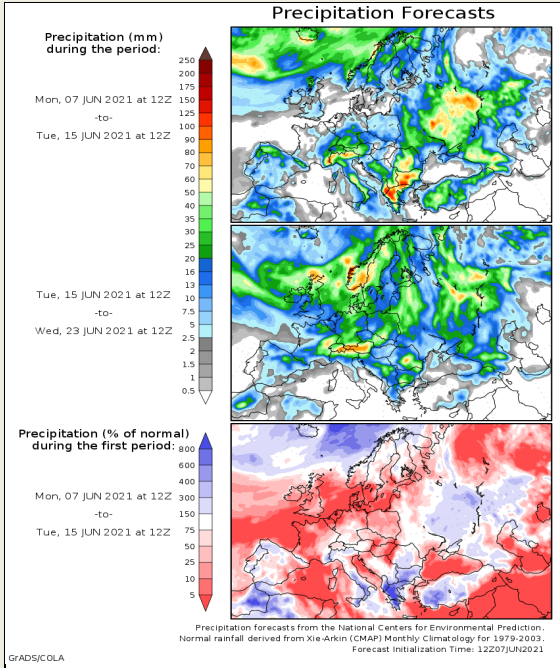 Precipitation Forecasts
Precipitation (mm)
during the period:
250
200
175
150
125
100
90
80
70
60
50
40
35
30
25
20
16
13
10
7.5
5
2.5
2
1.5
1
0.5
Mon, 07 JUN 2021 at 12Z
-to-
Tue, 15 JUN 2021 at 12Z
Tue, 15 JUN 2021 at 12Z
-to-
Wed, 23 JUN 2021 at 12Z
Precipitation (% of normal)
during the first period:
800
600
400
300
150
75
50
25
10
5
Mon, 07 JUN 2021 at 12Z
-to-
Tue, 15 JUN 2021 at 12Z
Precipitation forecasts from the National Centers for Environmental Prediction.
Normal rainfall derived from Xie-Arkin (CMAP) Monthly Climatology for 1979-2003.
Forecast Initialization Time: 12Z07JUN2021
GrADS/COLA